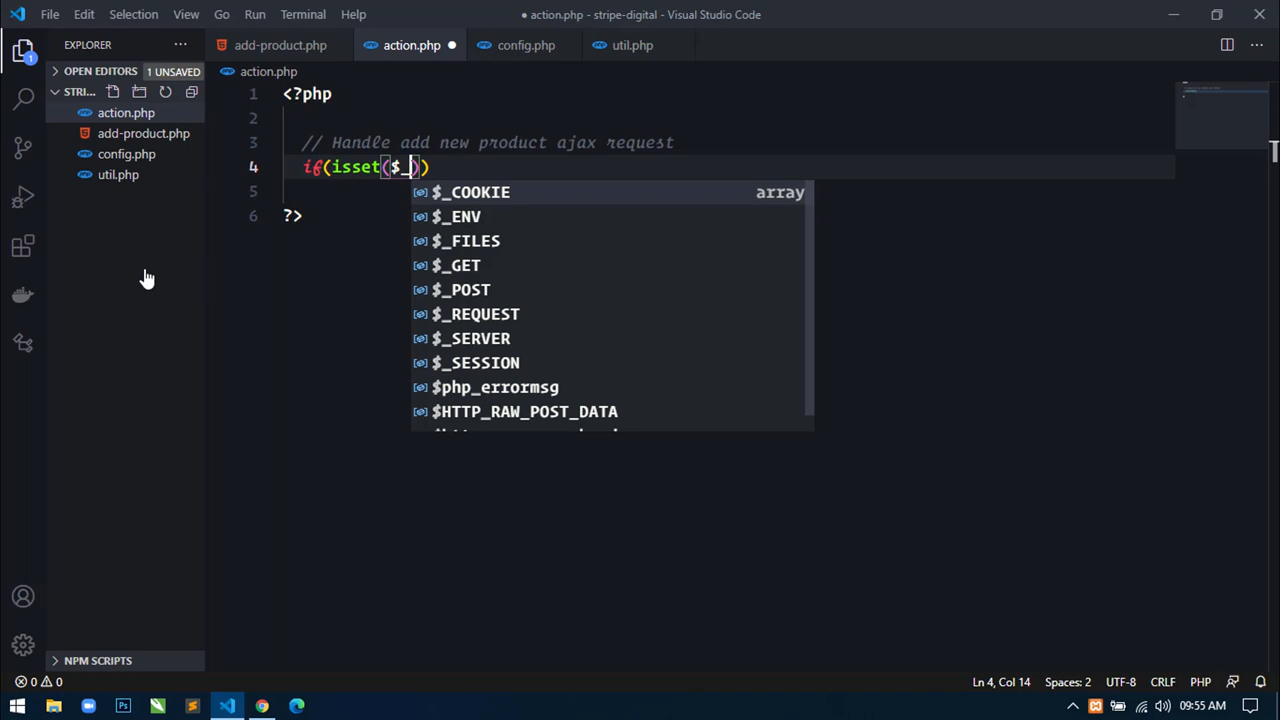 File Edit Selection View Go Run Terminal Help
● action.php - stripe-digital - Visual Studio Code
EXPLORER
add-product.php
action.php
config.php
util.php
OPEN EDITORS 1 UNSAVED
action.php
STRI...
action.php
add-product.php
config.php
util.php
1
1 <?php
2
3 // Handle add new product ajax request
4 if(isset($_))
5
6 ?>
$_COOKIE array
$_ENV
$_FILES
$_GET
$_POST
$_REQUEST
$_SERVER
$_SESSION
$php_errormsg
$HTTP_RAW_POST_DATA
NPM SCRIPTS
0 0
Ln 4, Col 14 Spaces: 2 UTF-8 CRLF PHP
Ps
09:55 AM